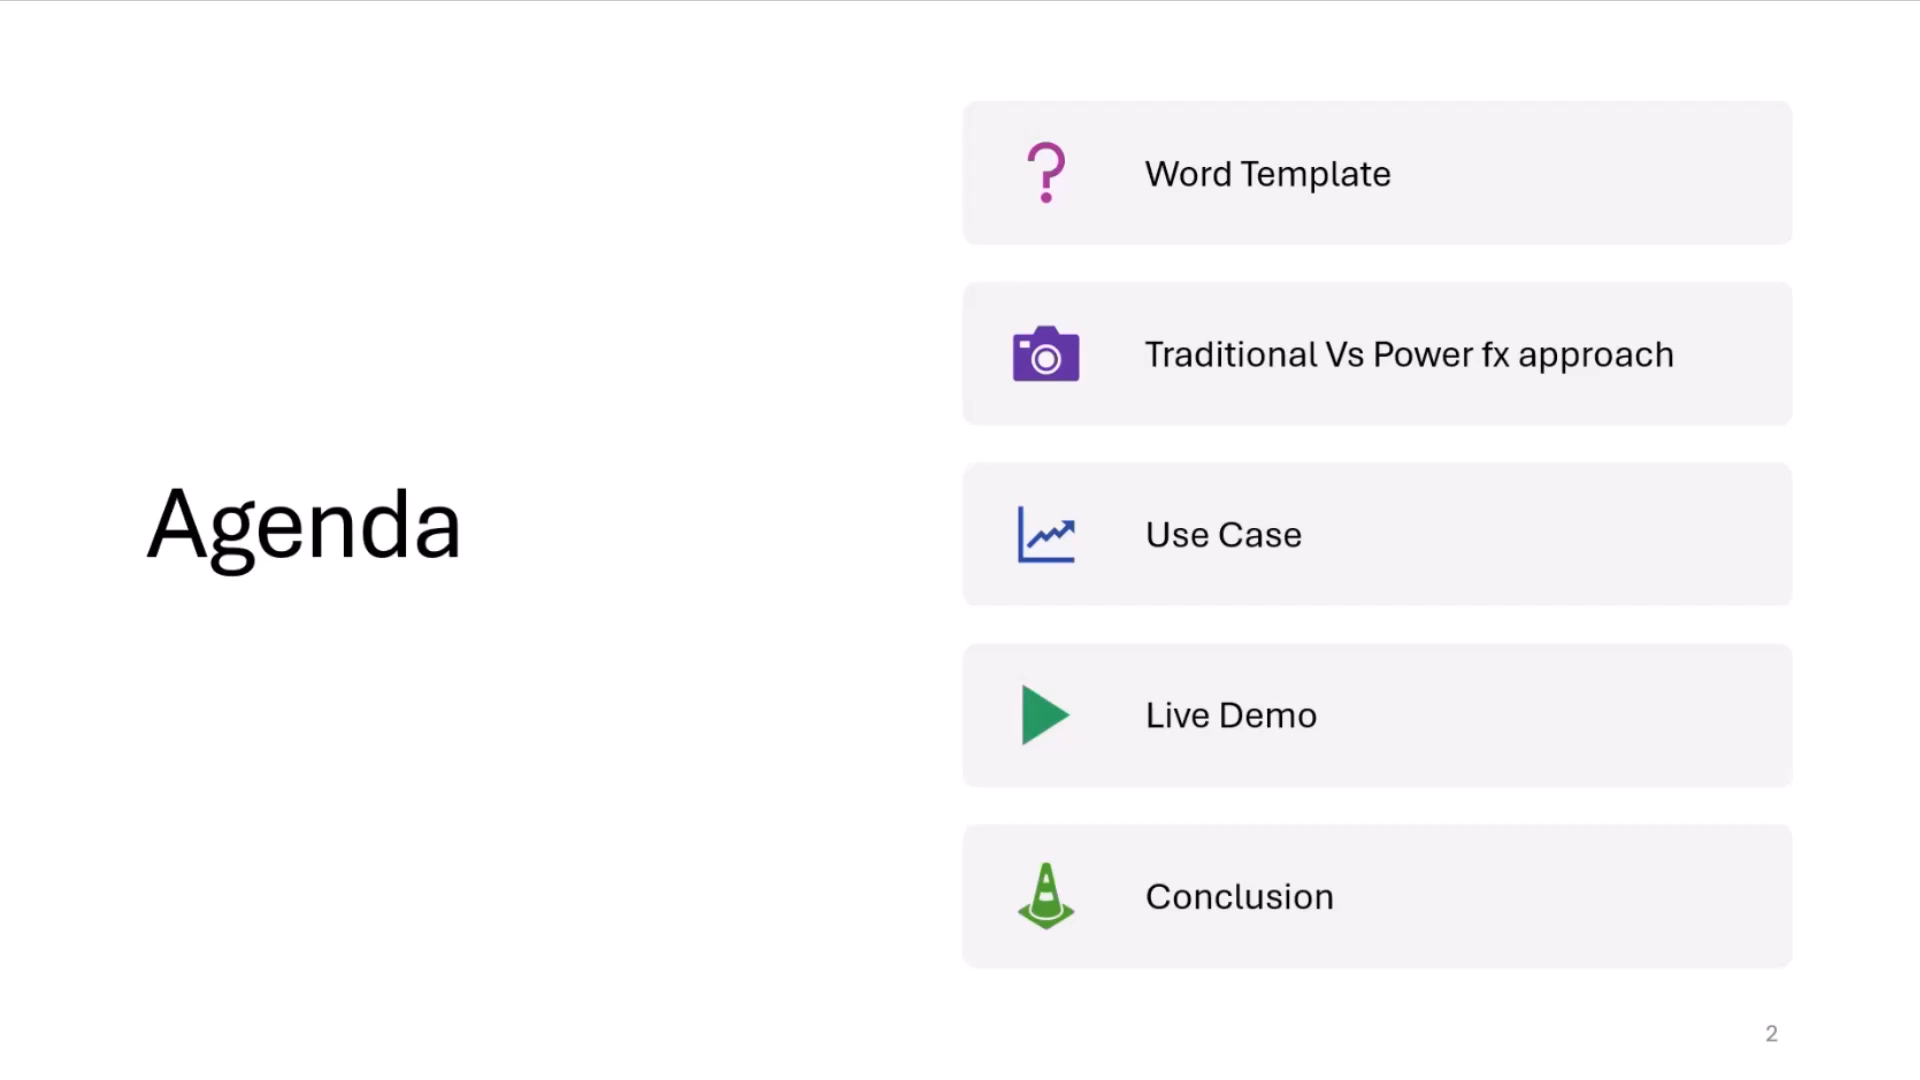 Agenda
Word Template
Traditional Vs Power fx approach
Use Case
Live Demo
Conclusion
2